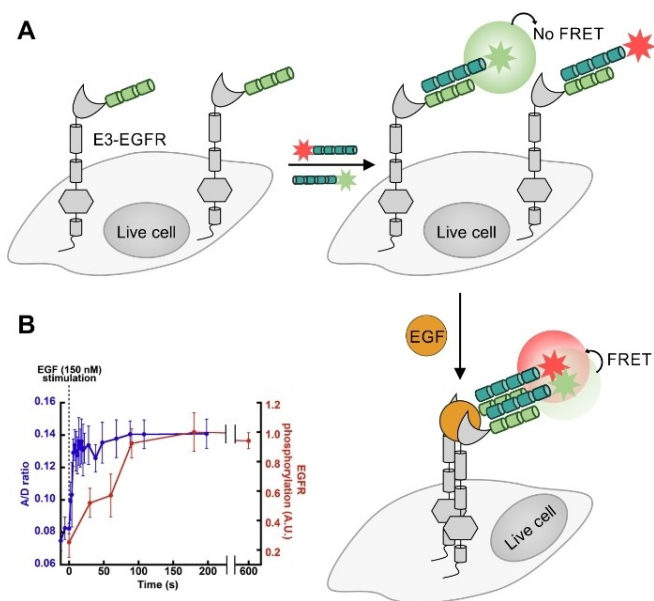 A
No FRET
E3-EGFR
Live cell
Live cell
B
EGF
FRET
EGF (150 nM)
stimulation
0.16
0.14
0.12
0.10
0.08
0.06
A/D ratio
1.2
1.0
0.8
0.6
0.4
0.2
EGFR
phosphorylation (A.U.)
0
50
100
150
200
600
Time (s)
Live cell